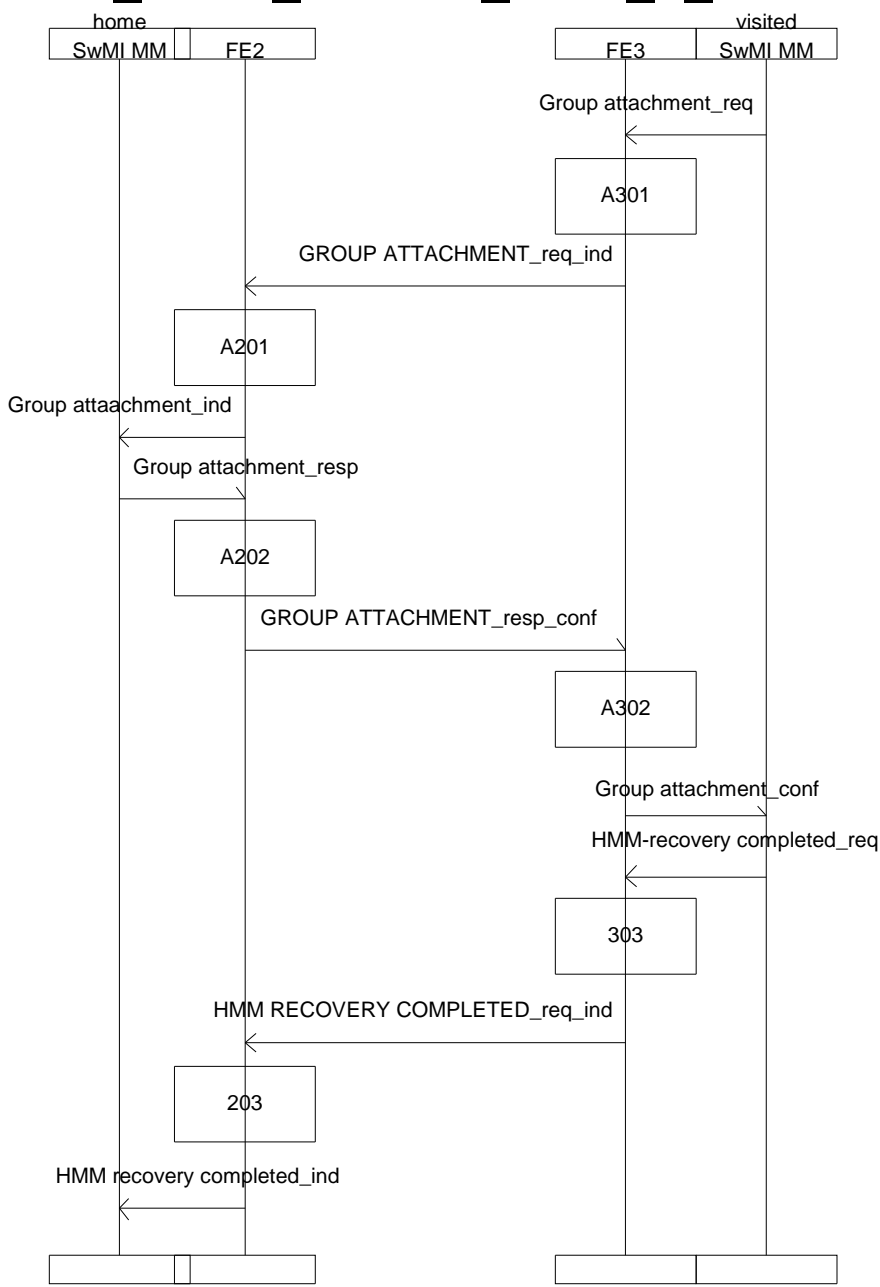 home
visited
SwMI MM
FE2
FE3
SwMI MM
Group attachment_req
A301
GROUP ATTACHMENT_req_ind
A201
Group attaachment_ind
Group attachment_resp
A202
GROUP ATTACHMENT_resp_conf
A302
Group attachment_conf
HMM-recovery completed_req
303
HMM RECOVERY COMPLETED_req_ind
203
HMM recovery completed_ind